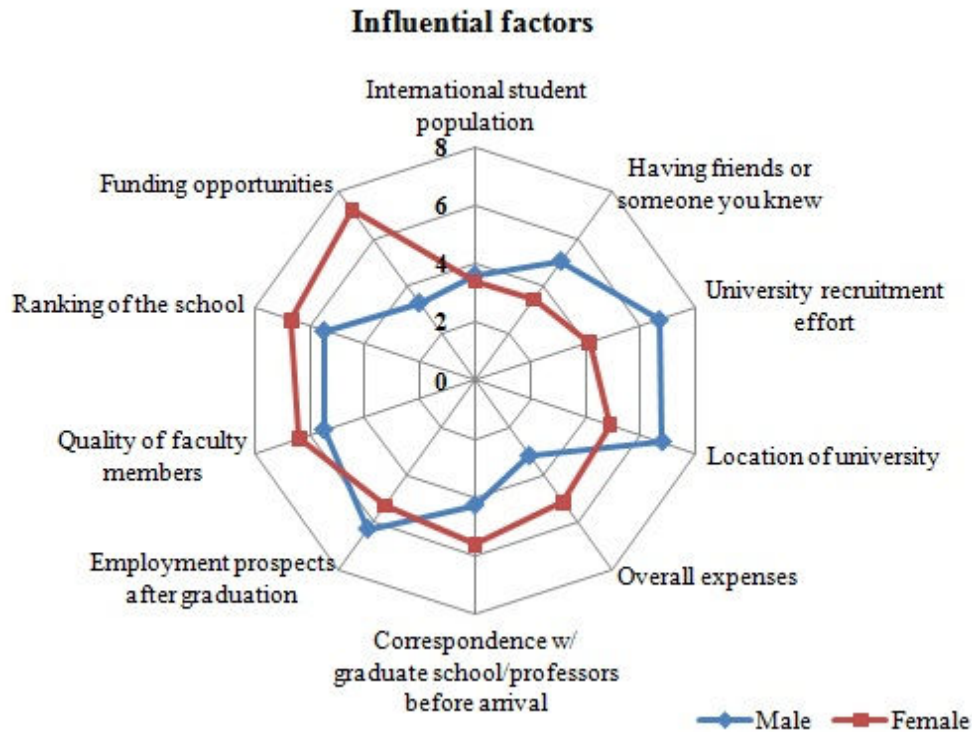 Influential factors
International student
population
Having friends or
someone you knew
University recruitment
effort
Location of university
Overall expenses
Correspondence w/
graduate school/professors
before arrival
Employment prospects
after graduation
Quality of faculty
members
Ranking of the school
Funding opportunities
8
6
4
2
0
Male
Female